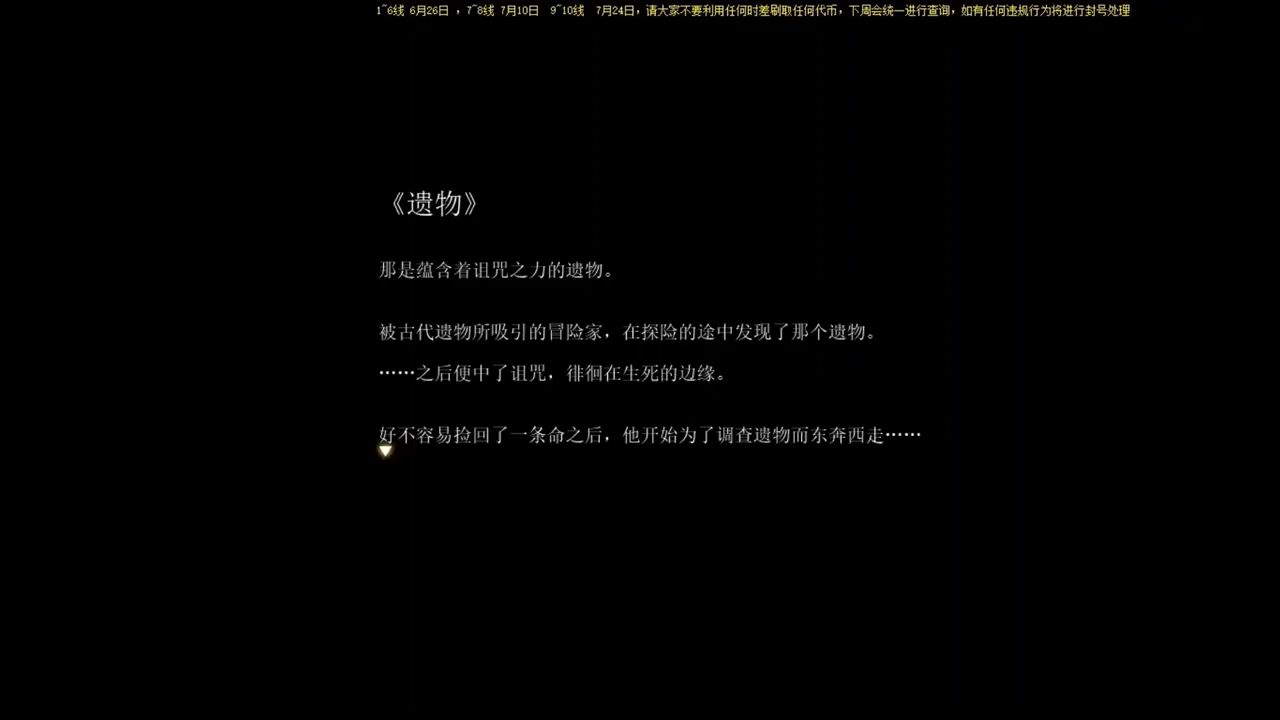 1~6线 6月26日 ，7~8线 7月10日 9~10线 7月24日，请大家不要利用任何时差刷取任何代币，下周会统一进行查询，如有任何违规行为将进行封号处理
《遗物》
那是蕴含着诅咒之力的遗物。
被古代遗物所吸引的冒险家，在探险的途中发现了那个遗物。
……之后便中了诅咒，徘徊在生死的边缘。
好不容易捡回了一条命之后，他开始为了调查遗物而东奔西走……